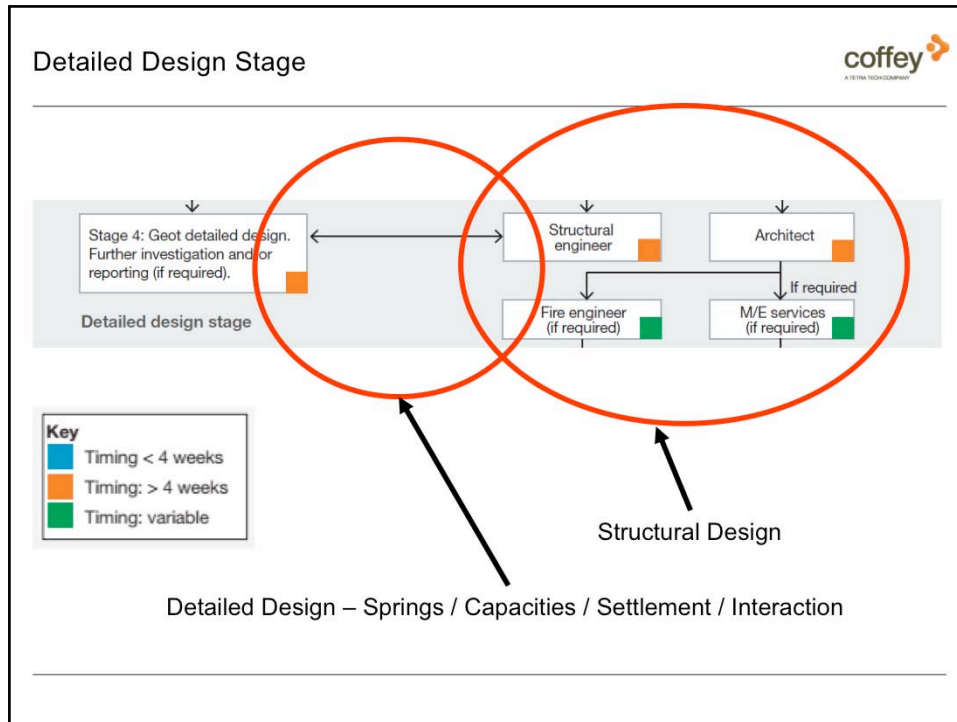 Detailed Design Stage
coffey
A TETRA TECH COMPANY
Stage 4: Geot detailed design.
Further investigation and/or
reporting (if required).
Structural
engineer
Architect
If required
Detailed design stage
Fire engineer
(if required)
M/E services
(if required)
Key
Timing < 4 weeks
Timing: > 4 weeks
Timing: variable
Structural Design
Detailed Design – Springs / Capacities / Settlement / Interaction